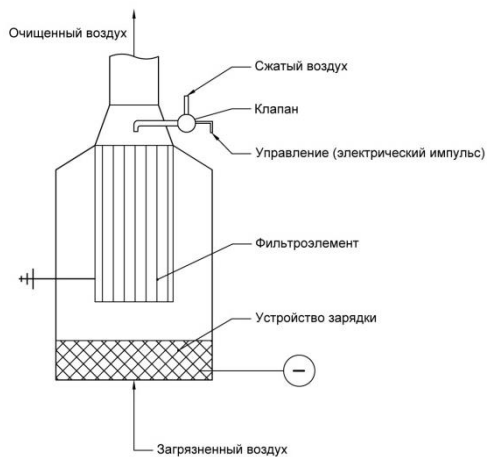 Очищенный воздух
Сжатый воздух
Клапан
Управление (электрический импульс)
Фильтроэлемент
Устройство зарядки
−
Загрязненный воздух